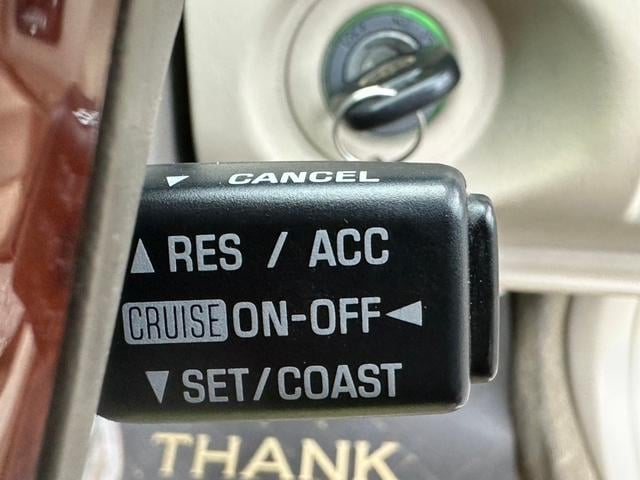 CANCEL
RES / ACC
CRUISE ON-OFF
SET/COAST
THANK